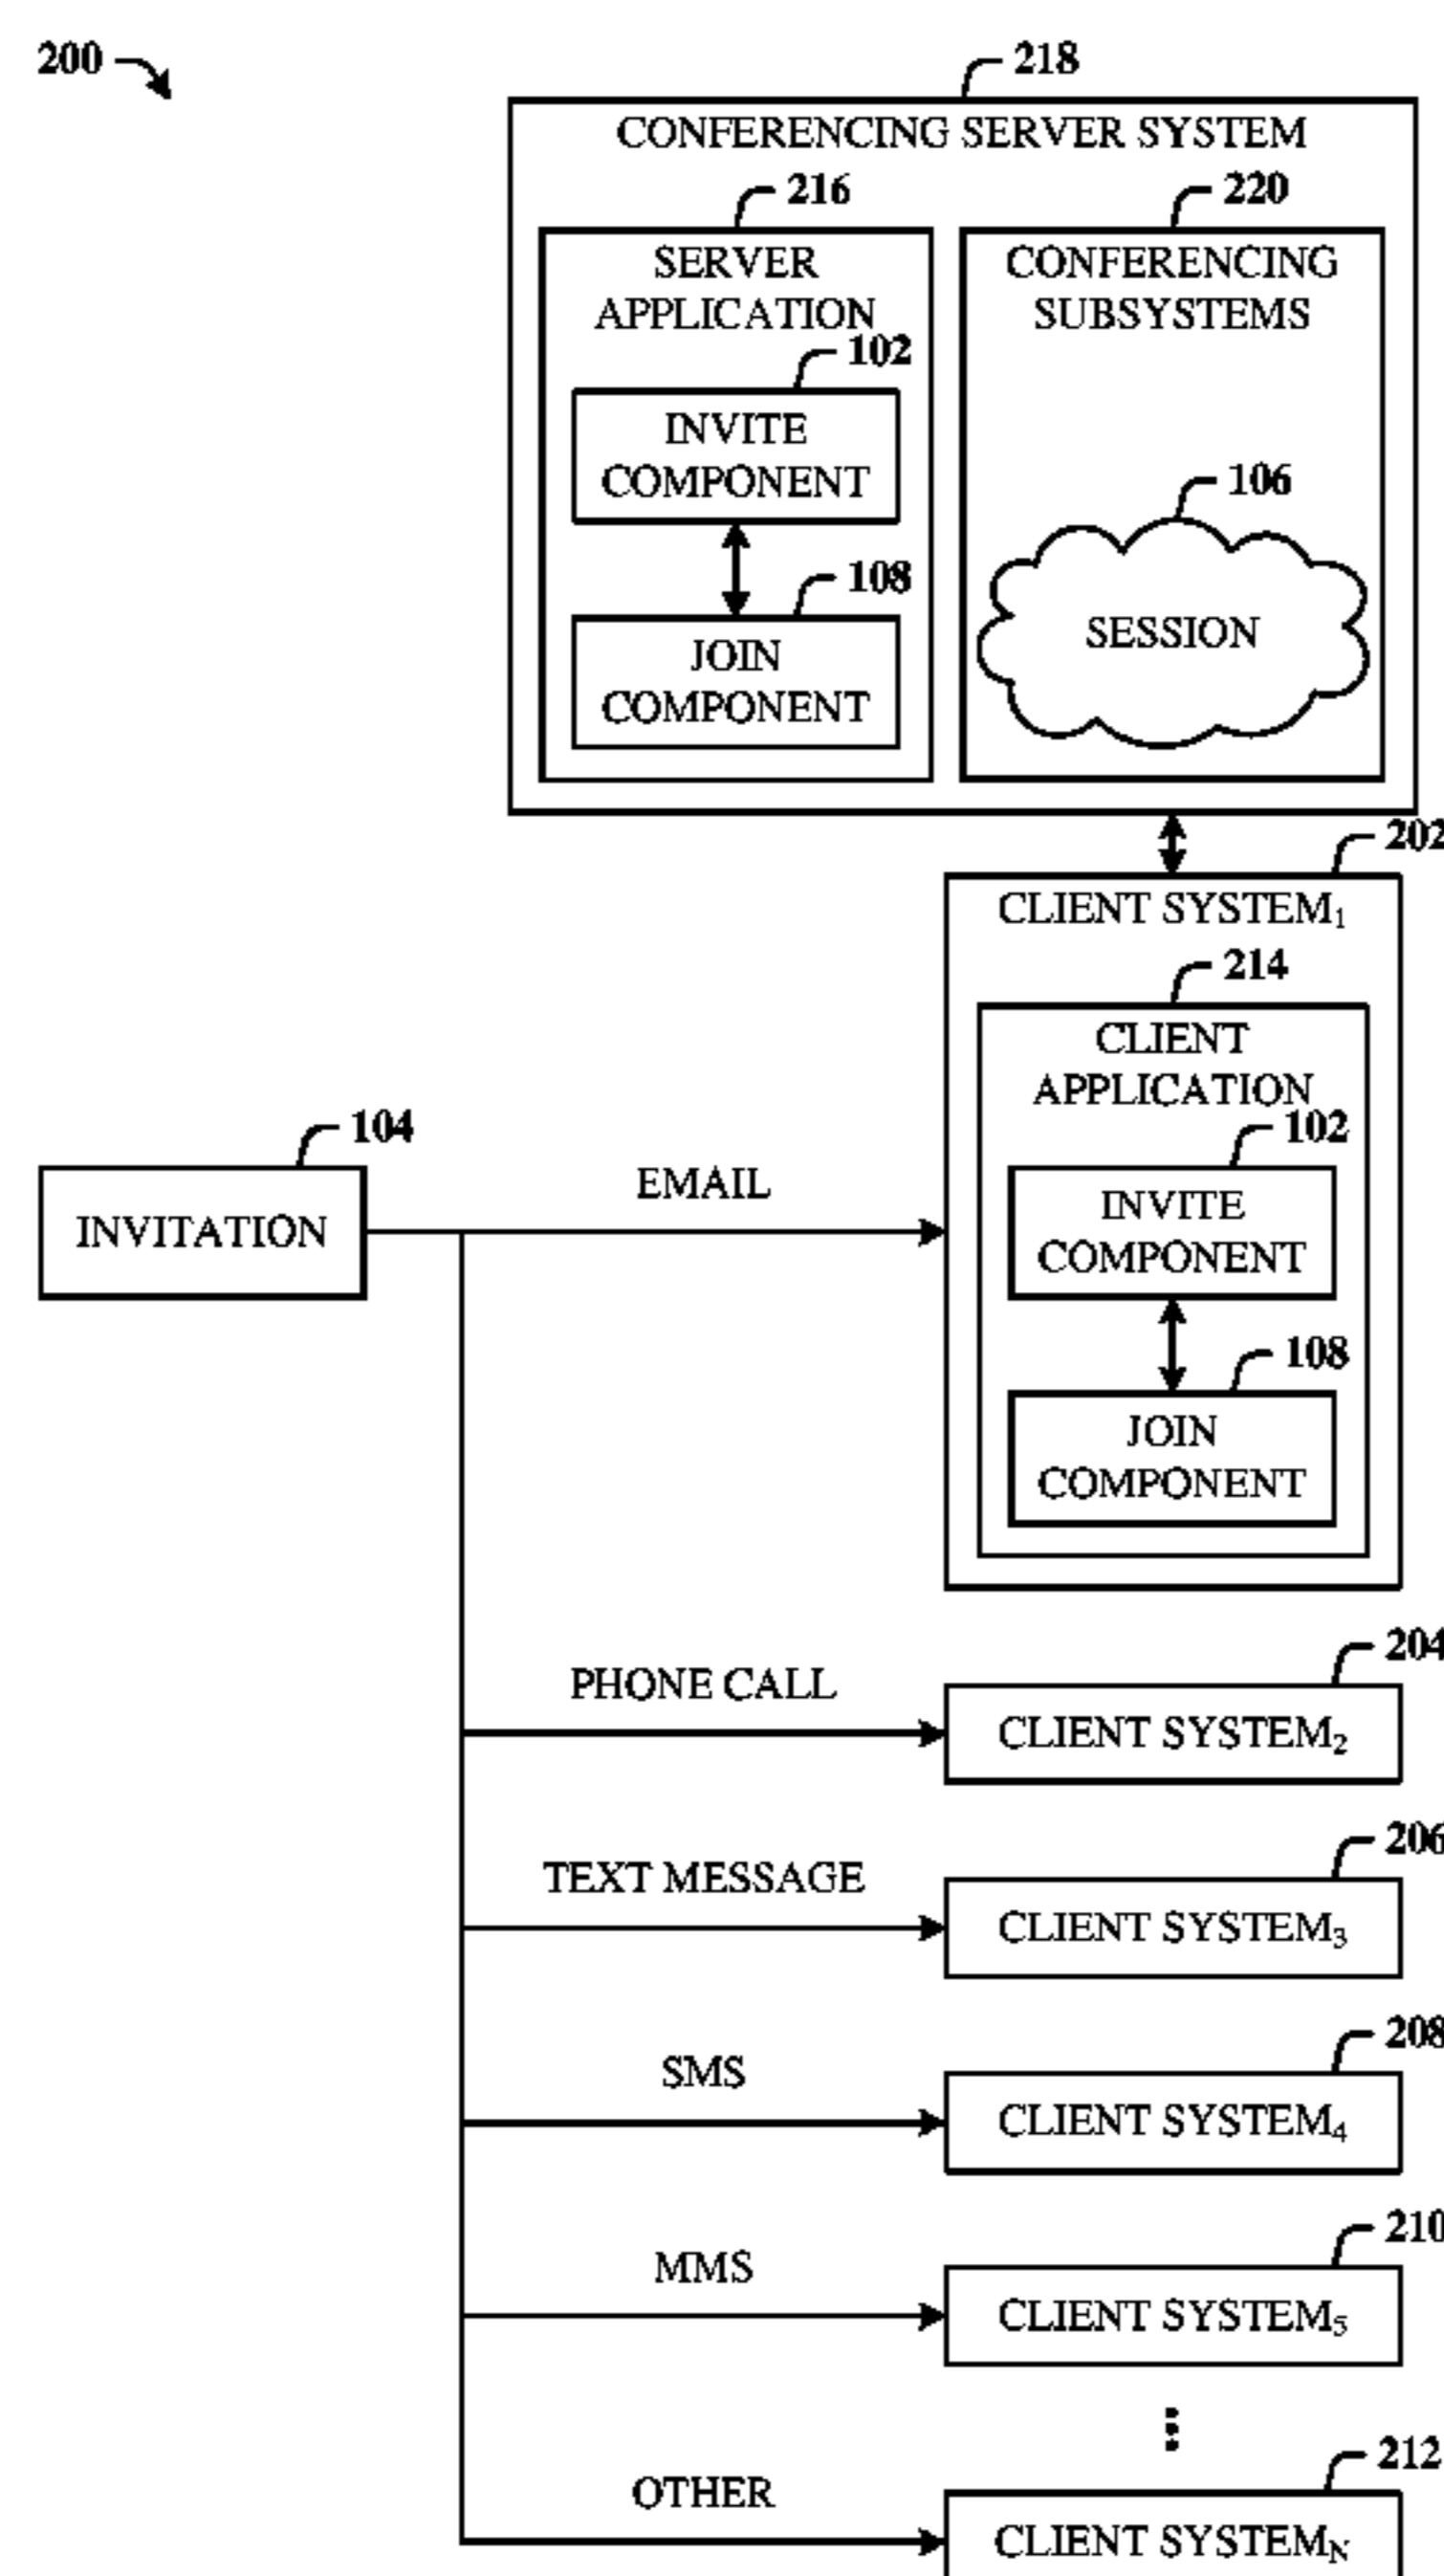 200
218
CONFERENCING SERVER SYSTEM
216
220
SERVER
APPLICATION
CONFERENCING
SUBSYSTEMS
102
INVITE
COMPONENT
106
SESSION
108
JOIN
COMPONENT
202
CLIENT SYSTEM₁
214
CLIENT
APPLICATION
104
INVITATION
EMAIL
102
INVITE
COMPONENT
108
JOIN
COMPONENT
204
PHONE CALL
CLIENT SYSTEM₂
206
TEXT MESSAGE
CLIENT SYSTEM₃
208
SMS
CLIENT SYSTEM₄
210
MMS
CLIENT SYSTEM₅
212
OTHER
CLIENT SYSTEM_N